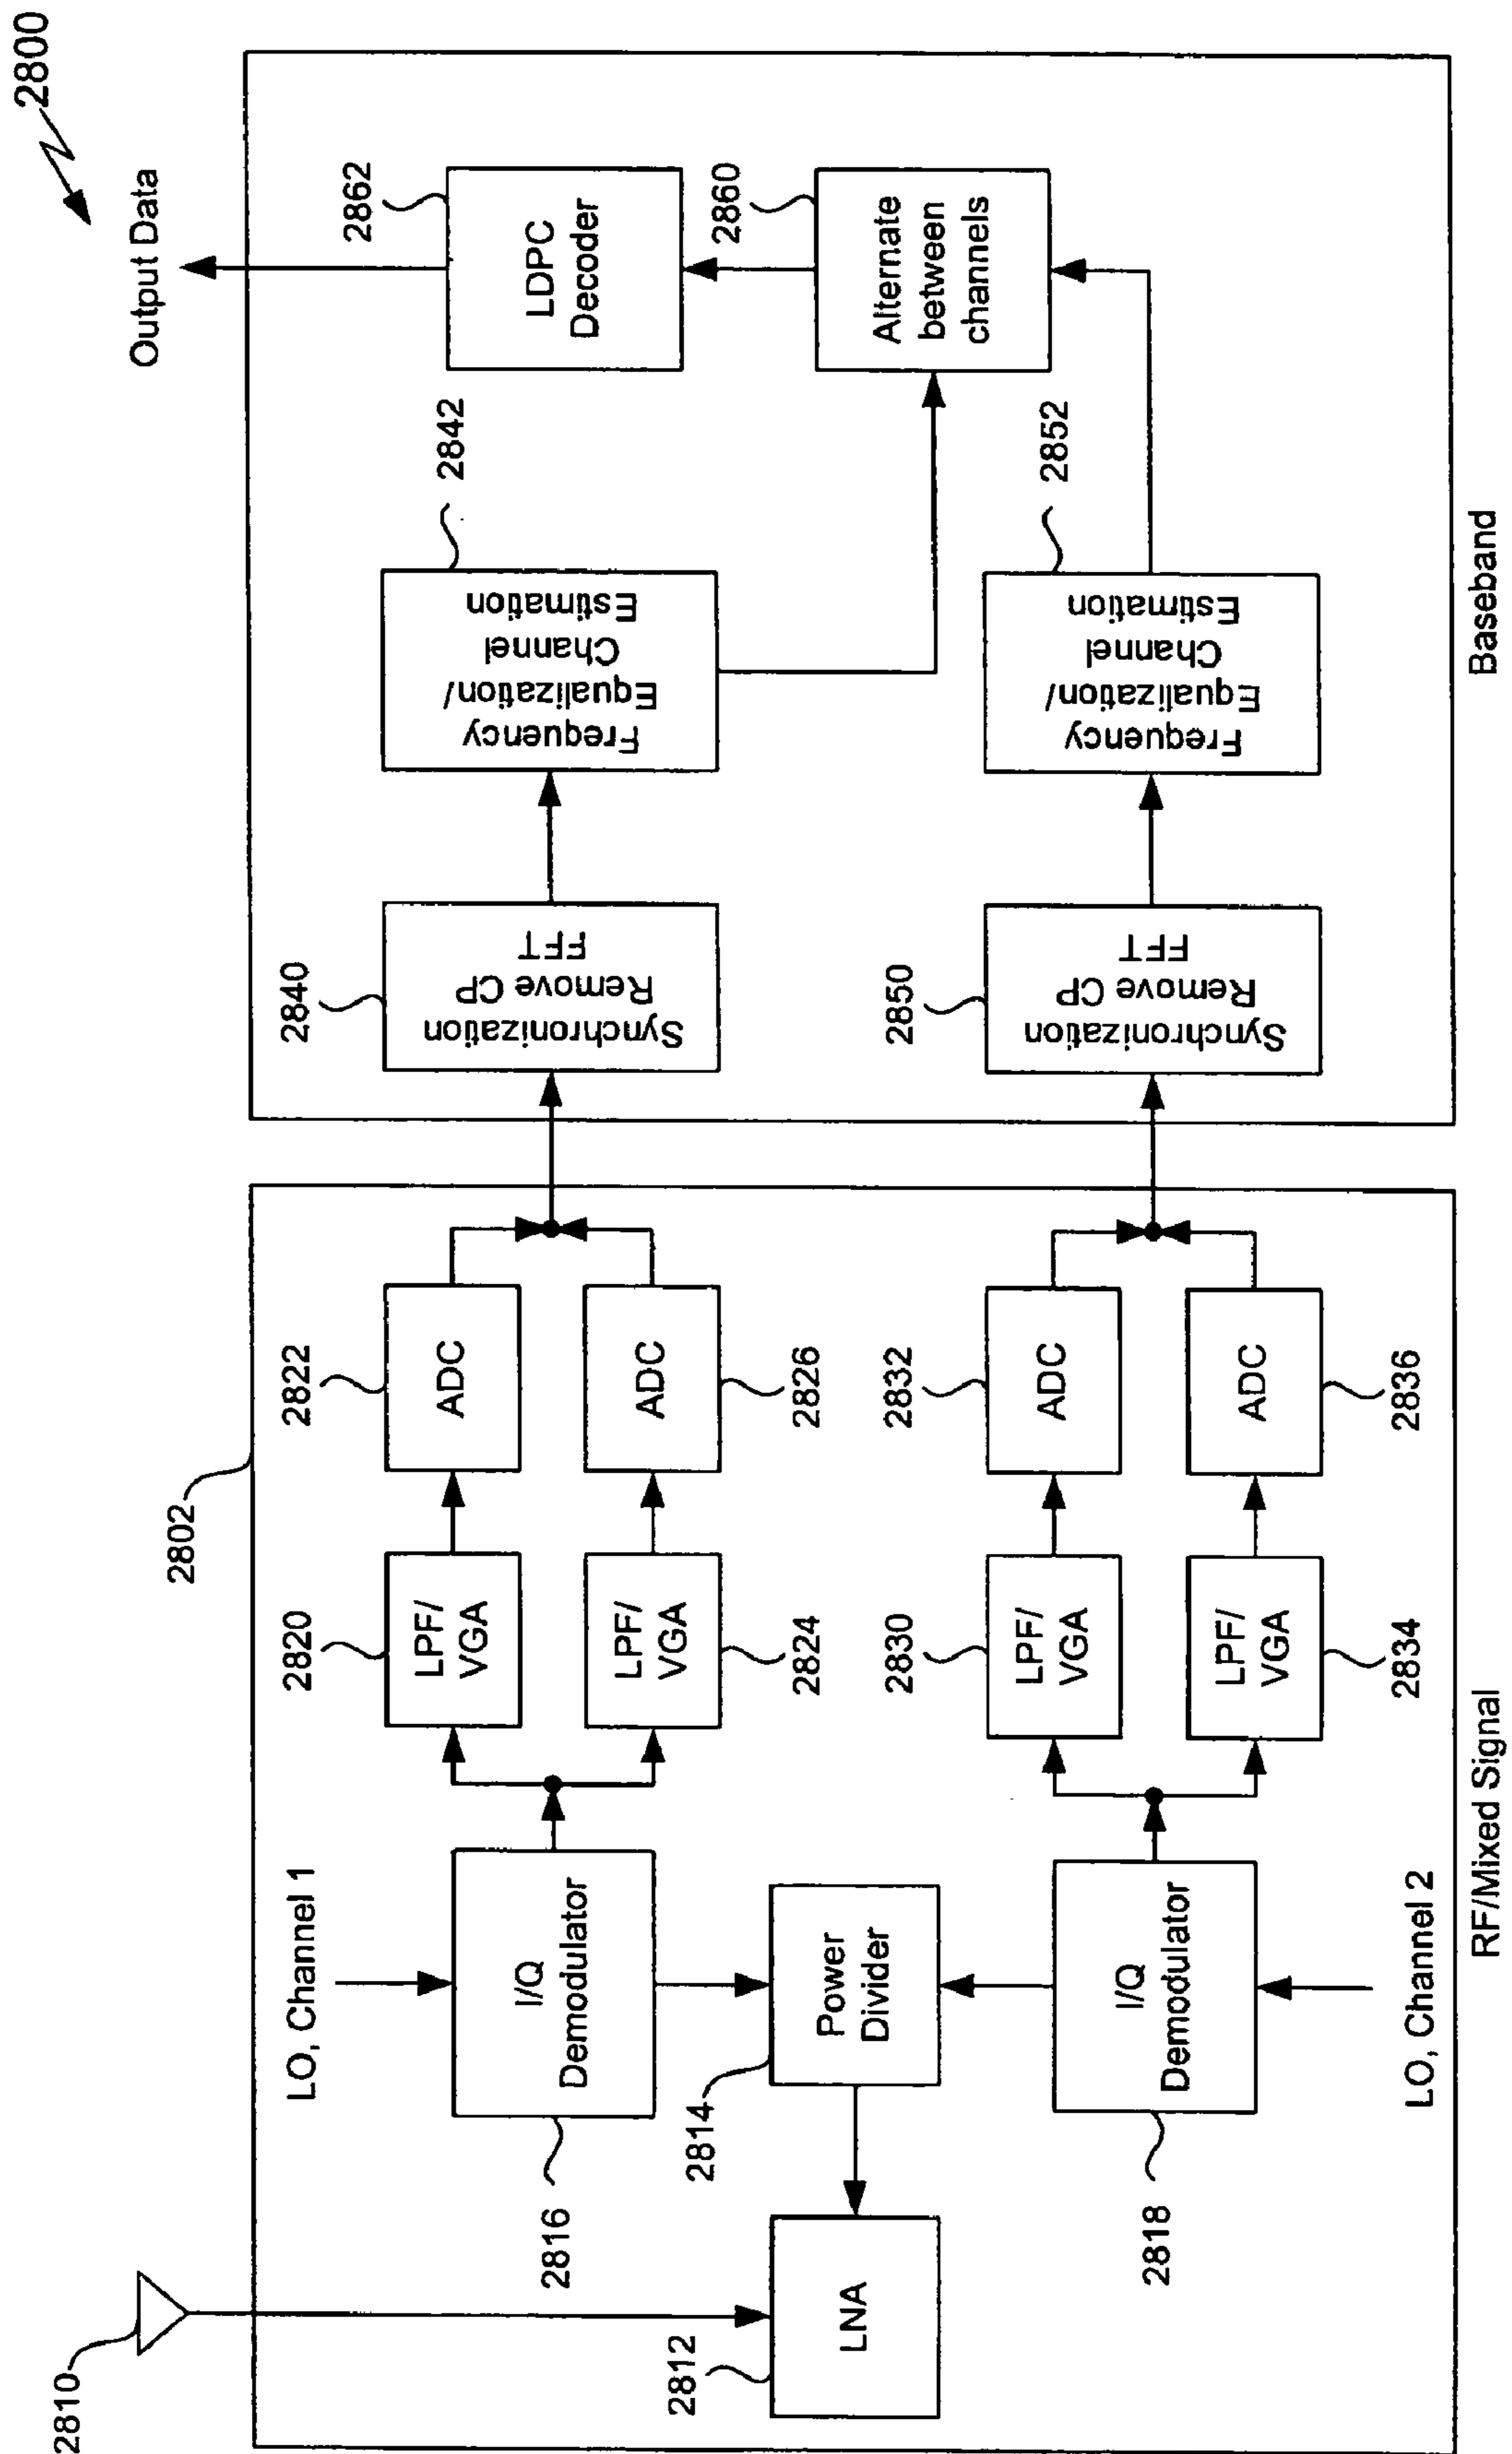 2800
Output Data
2862
LDPC
Decoder
2860
Alternate
between
channels
2842
Frequency
Equalization/
Channel
Estimation
2852
Frequency
Equalization/
Channel
Estimation
2840
Synchronization
Remove CP
FFT
2850
Synchronization
Remove CP
FFT
Baseband
2802
2822
ADC
ADC
2826
2832
ADC
ADC
2836
2820
LPF/
VGA
LPF/
VGA
2824
2830
LPF/
VGA
LPF/
VGA
2834
LO, Channel 1
I/Q
Demodulator
2816
Power
Divider
2814
I/Q
Demodulator
2818
LO, Channel 2
2810
2812
LNA
RF/Mixed Signal